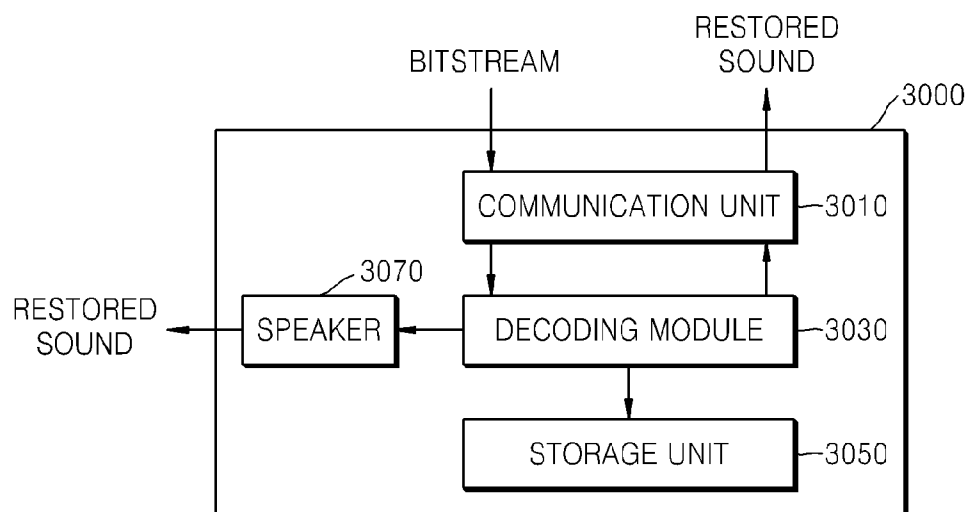 RESTORED
SOUND
BITSTREAM
3000
COMMUNICATION UNIT
3010
3070
RESTORED
SOUND
SPEAKER
DECODING MODULE
3030
STORAGE UNIT
3050